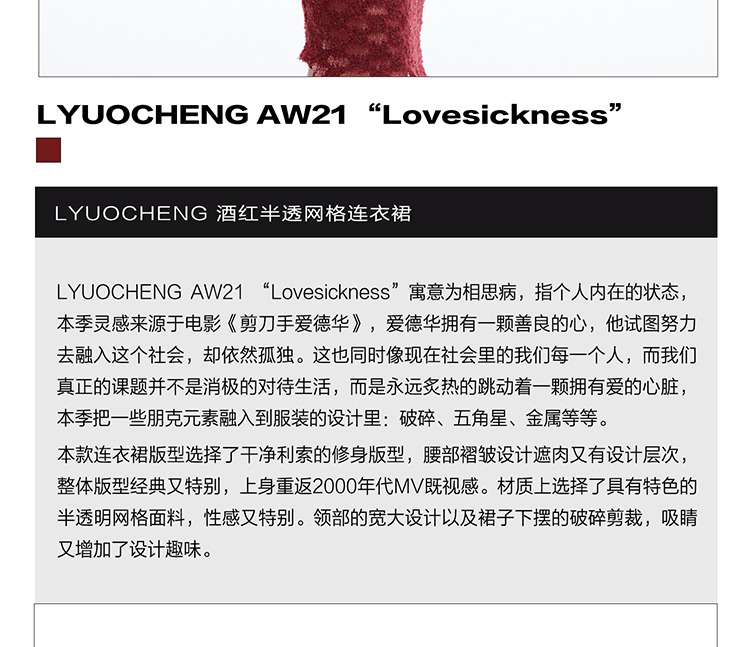 LYUOCHENG AW21 “Lovesickness”
LYUOCHENG 酒红半透网格连衣裙
LYUOCHENG AW21 “Lovesickness”寓意为相思病，指个人内在的状态，
本季灵感来源于电影《剪刀手爱德华》，爱德华拥有一颗善良的心，他试图努力
去融入这个社会，却依然孤独。这也同时像现在社会里的我们每一个人，而我们
真正的课题并不是消极的对待生活，而是永远炙热的跳动着一颗拥有爱的心脏，
本季把一些朋克元素融入到服装的设计里：破碎、五角星、金属等等。
本款连衣裙版型选择了干净利索的修身版型，腰部褶皱设计遮肉又有设计层次，
整体版型经典又特别，上身重返2000年代MV既视感。材质上选择了具有特色的
半透明网格面料，性感又特别。领部的宽大设计以及裙子下摆的破碎剪裁，吸睛
又增加了设计趣味。